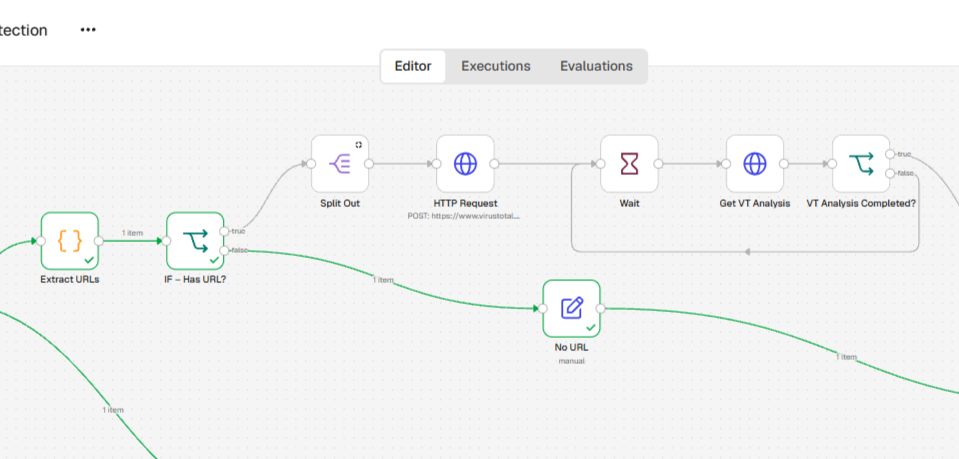 tection •••
Editor Executions Evaluations
true
false
Split Out
HTTP Request
POST: https://www.virustotal...
Wait
Get VT Analysis
VT Analysis Completed?
1 item
true
false
Extract URLs
IF – Has URL?
1 item
No URL
manual
1 item
1 item